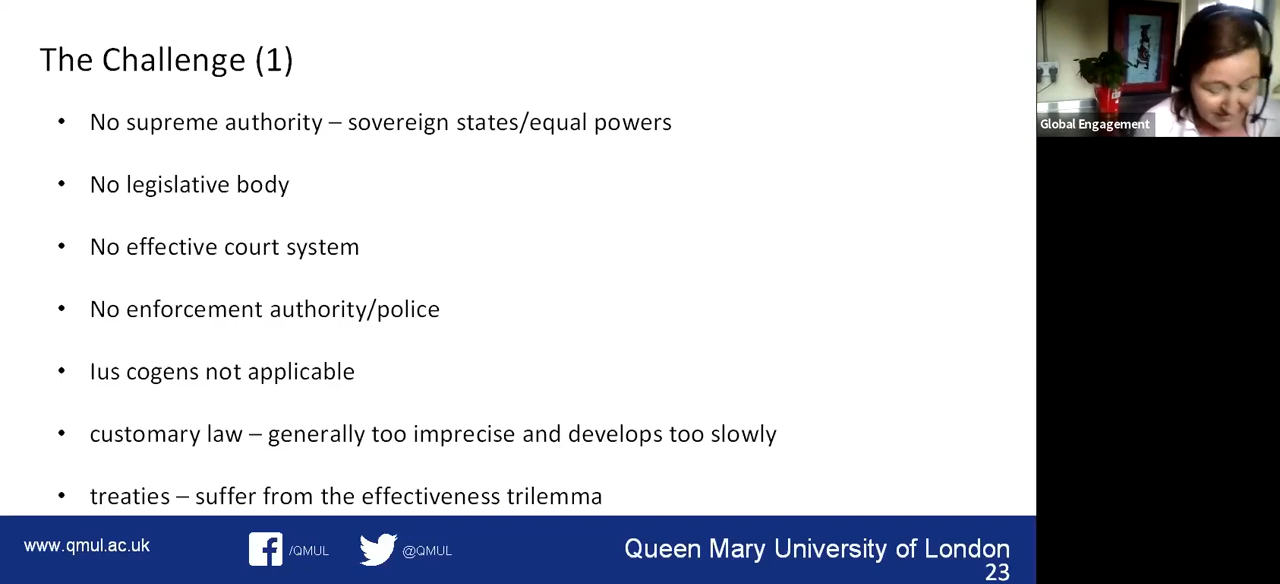 The Challenge (1)
• No supreme authority – sovereign states/equal powers
• No legislative body
• No effective court system
• No enforcement authority/police
• Ius cogens not applicable
• customary law – generally too imprecise and develops too slowly
• treaties – suffer from the effectiveness trilemma
www.qmul.ac.uk
/QMUL
@QMUL
Queen Mary University of London
23
Global Engagement